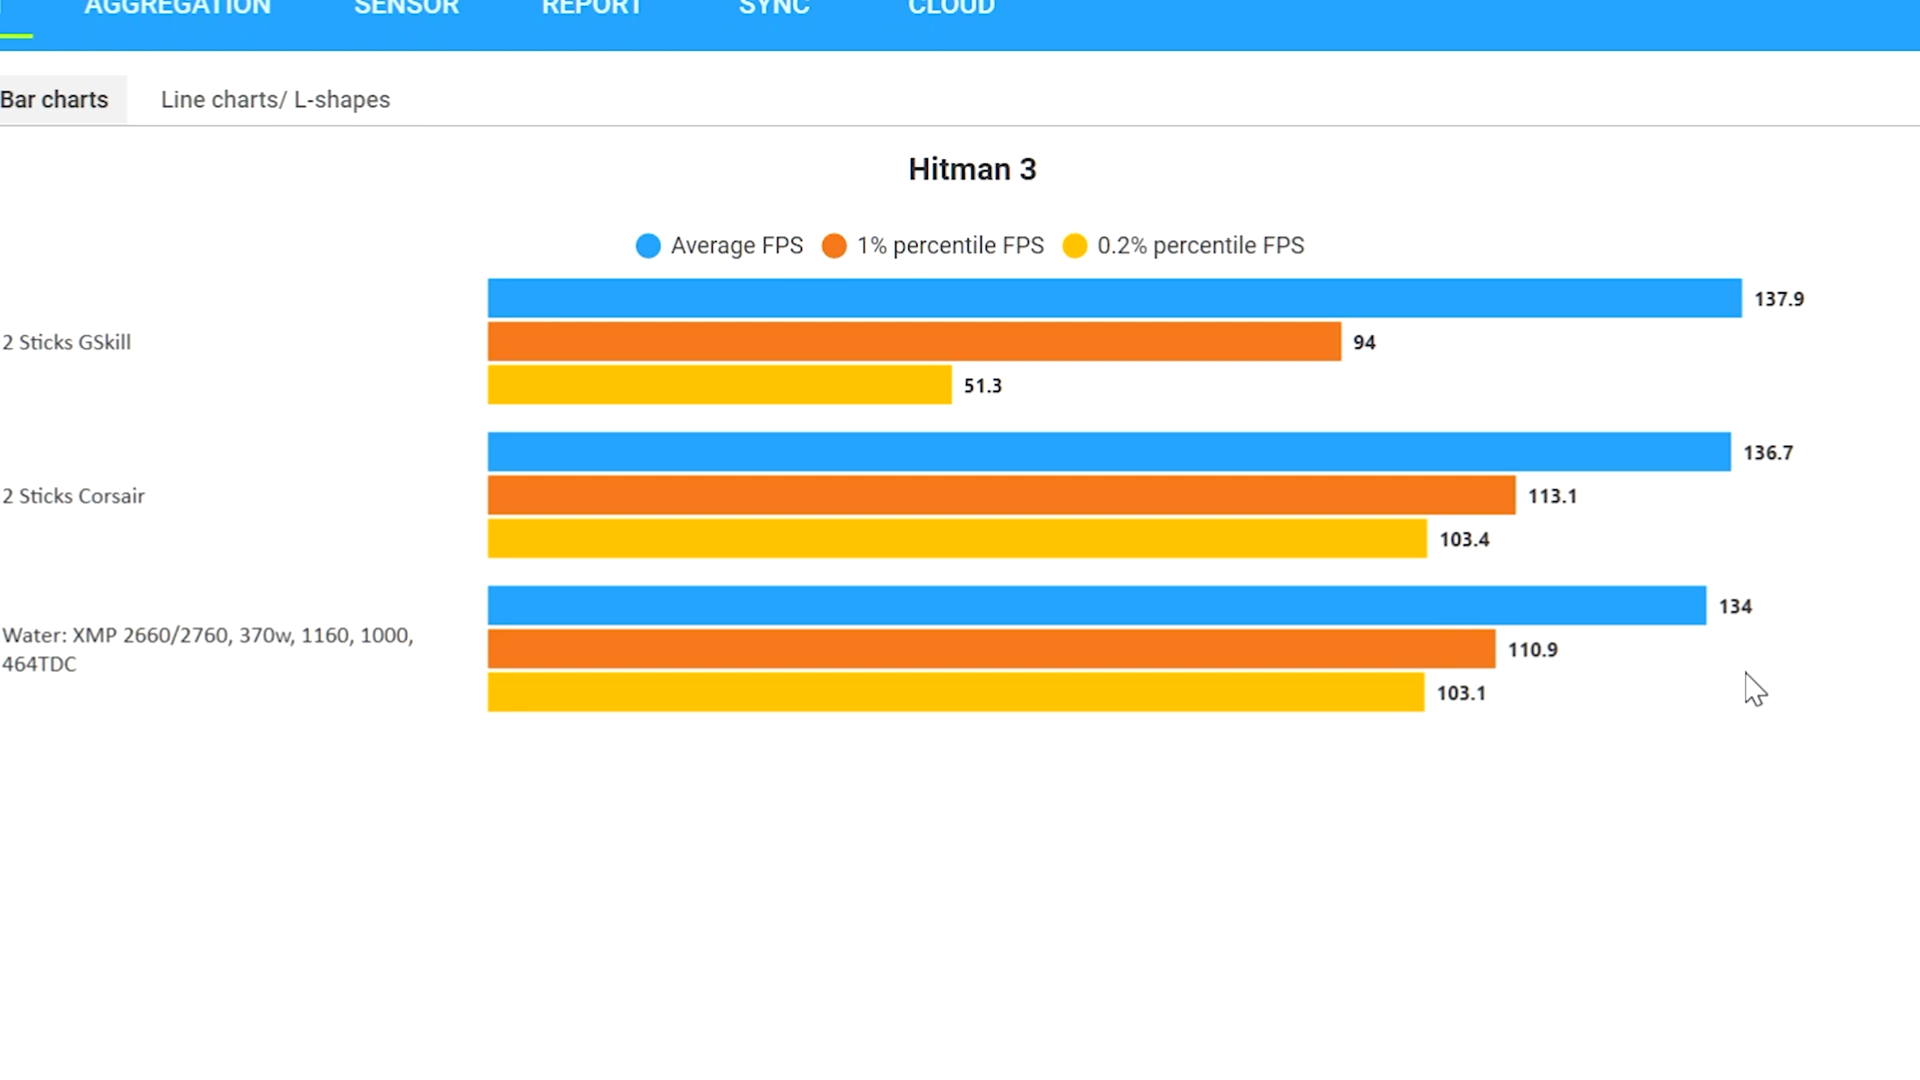 AGGREGATION SENSOR REPORT SYNC CLOUD
Bar charts Line charts/ L-shapes
Hitman 3
Average FPS 1% percentile FPS 0.2% percentile FPS
137.9
2 Sticks GSkill 94
51.3
136.7
2 Sticks Corsair 113.1
103.4
134
Water: XMP 2660/2760, 370w, 1160, 1000,
464TDC
110.9
103.1